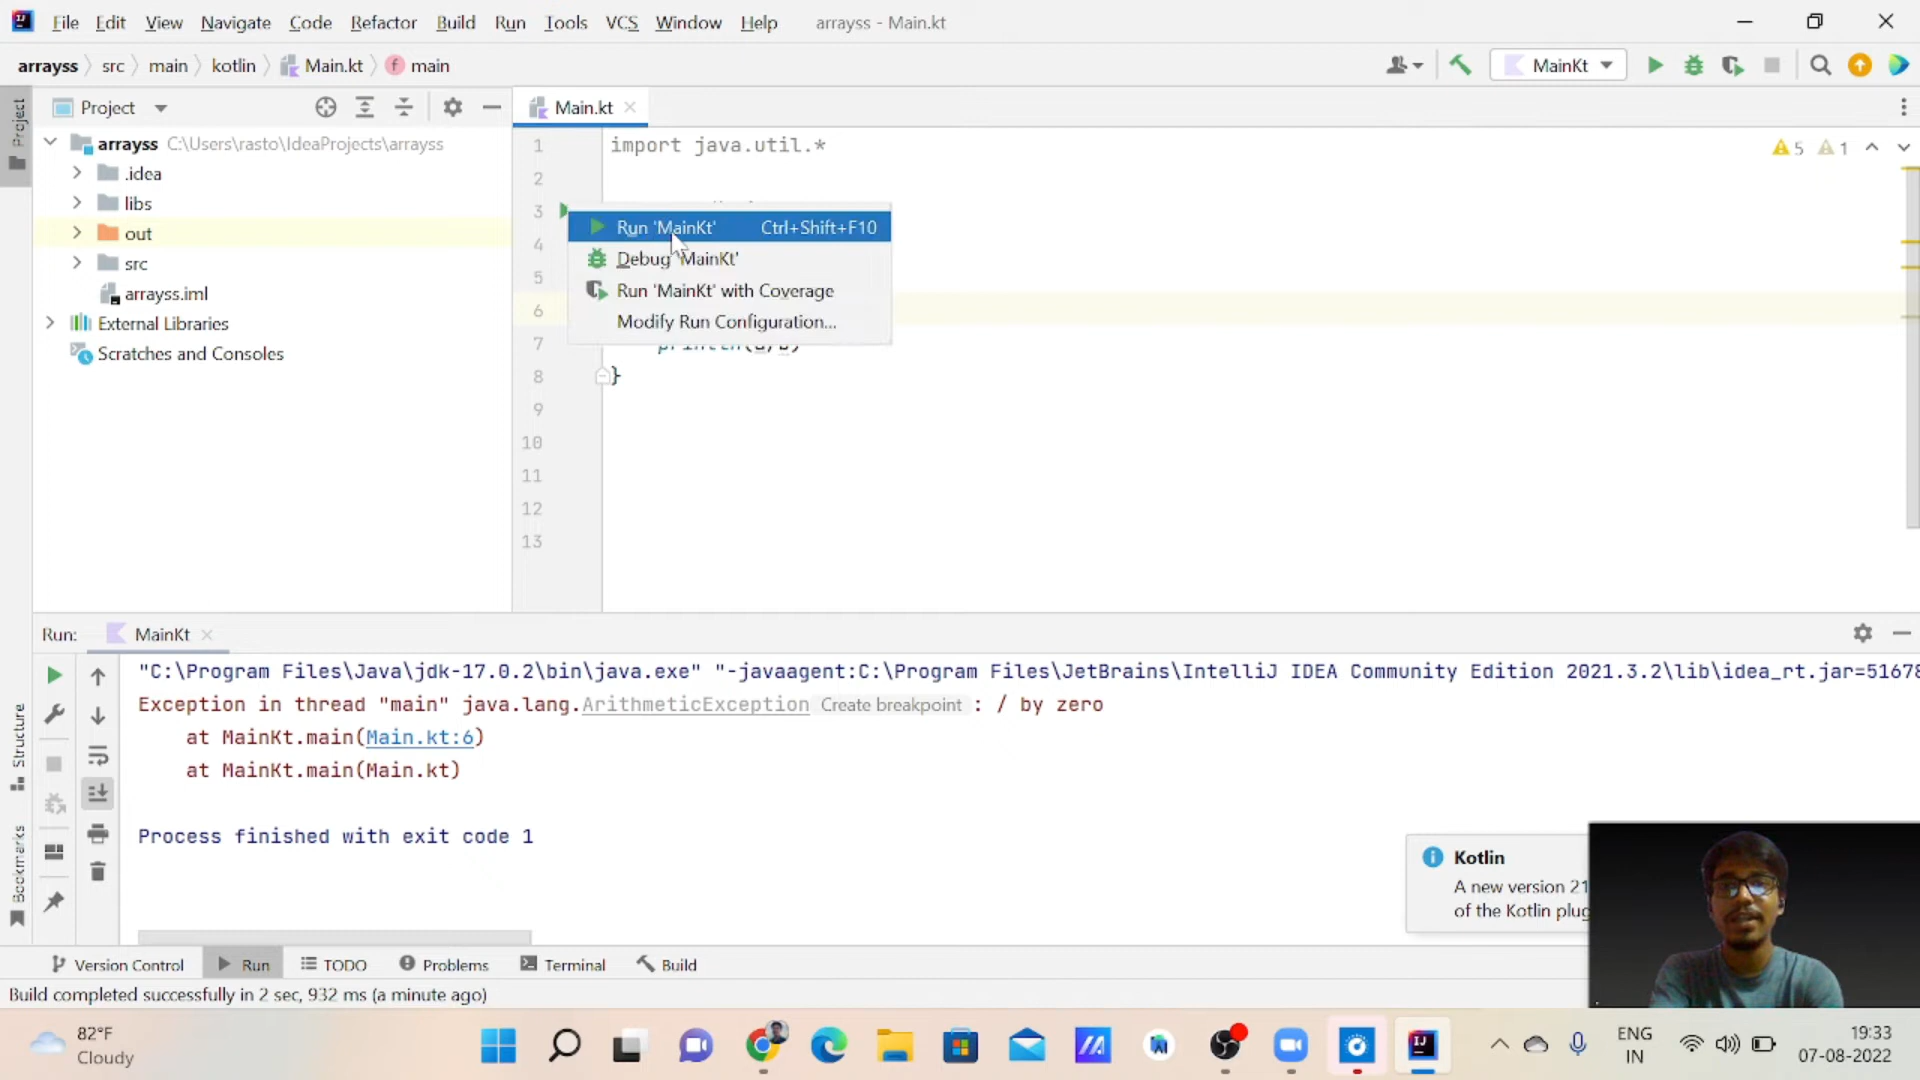 File Edit View Navigate Code Refactor Build Run Tools VCS Window Help arrayss - Main.kt
arrayss src main kotlin Main.kt main
MainKt
Project
Main.kt
Project
arrayss C:\Users\rasto\IdeaProjects\arrayss
.idea
libs
out
src
arrayss.iml
External Libraries
Scratches and Consoles
1 import java.util.*
5 1
2
3
4
5
6
7 println(a/b)
8 }
9
10
11
12
13
Run 'MainKt' Ctrl+Shift+F10
Debug 'MainKt'
Run 'MainKt' with Coverage
Modify Run Configuration...
Run: MainKt
"C:\Program Files\Java\jdk-17.0.2\bin\java.exe" "-javaagent:C:\Program Files\JetBrains\IntelliJ IDEA Community Edition 2021.3.2\lib\idea_rt.jar=51678
Exception in thread "main" java.lang.ArithmeticException Create breakpoint : / by zero
at MainKt.main(Main.kt:6)
at MainKt.main(Main.kt)
Process finished with exit code 1
Structure
Bookmarks
Kotlin
A new version 21
of the Kotlin plug
Version Control Run TODO Problems Terminal Build
Build completed successfully in 2 sec, 932 ms (a minute ago)
82°F
Cloudy
ENG
IN
19:33
07-08-2022